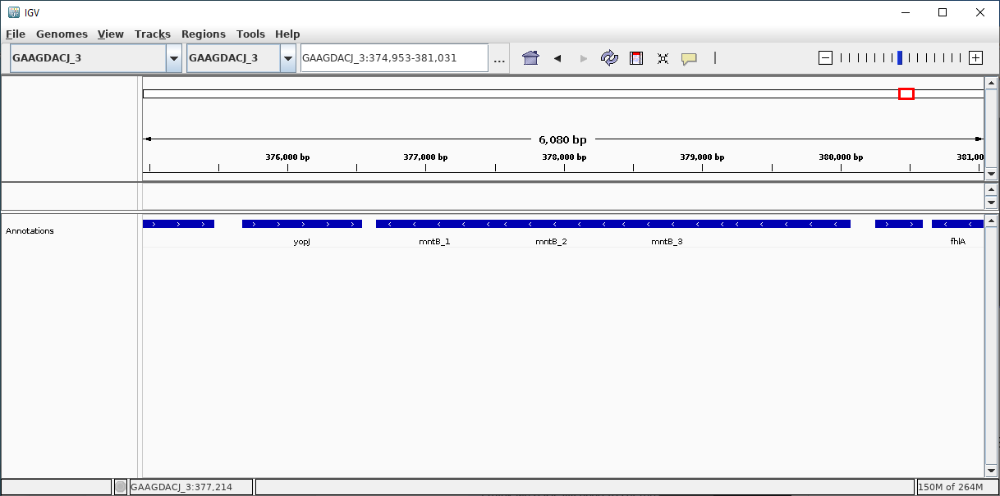 IGV
File Genomes View Tracks Regions Tools Help
GAAGDACJ_3 GAAGDACJ_3 GAAGDACJ_3:374,953-381,031 ...
6,080 bp
376,000 bp 377,000 bp 378,000 bp 379,000 bp 380,000 bp 381,00
Annotations
yopJ mntB_1 mntB_2 mntB_3 fhlA
GAAGDACJ_3:377,214 150M of 264M